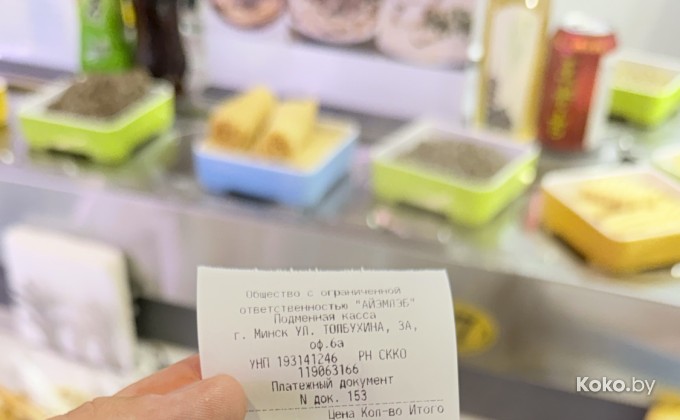 Общество с ограниченной
ответственностью "АЙЭМЛЭБ"
Подменная касса
г. Минск УЛ. ТОЛБУХИНА, 3А,
оф.6а
УНП 193141246 РН СККО
119063166
Платежный документ
N док. 153
Цена Кол-во Итого
Koko.by